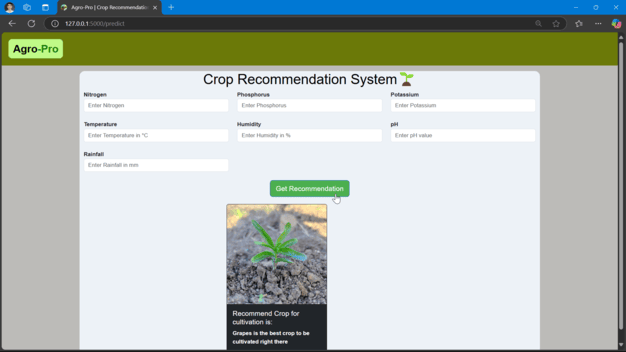 Agro-Pro | Crop Recommendation
127.0.0.1:5000/predict
Agro-Pro
Crop Recommendation System
Nitrogen
Phosphorus
Potassium
Enter Nitrogen
Enter Phosphorus
Enter Potassium
Temperature
Humidity
pH
Enter Temperature in °C
Enter Humidity in %
Enter pH value
Rainfall
Enter Rainfall in mm
Get Recommendation
Recommend Crop for
cultivation is:
Grapes is the best crop to be
cultivated right there